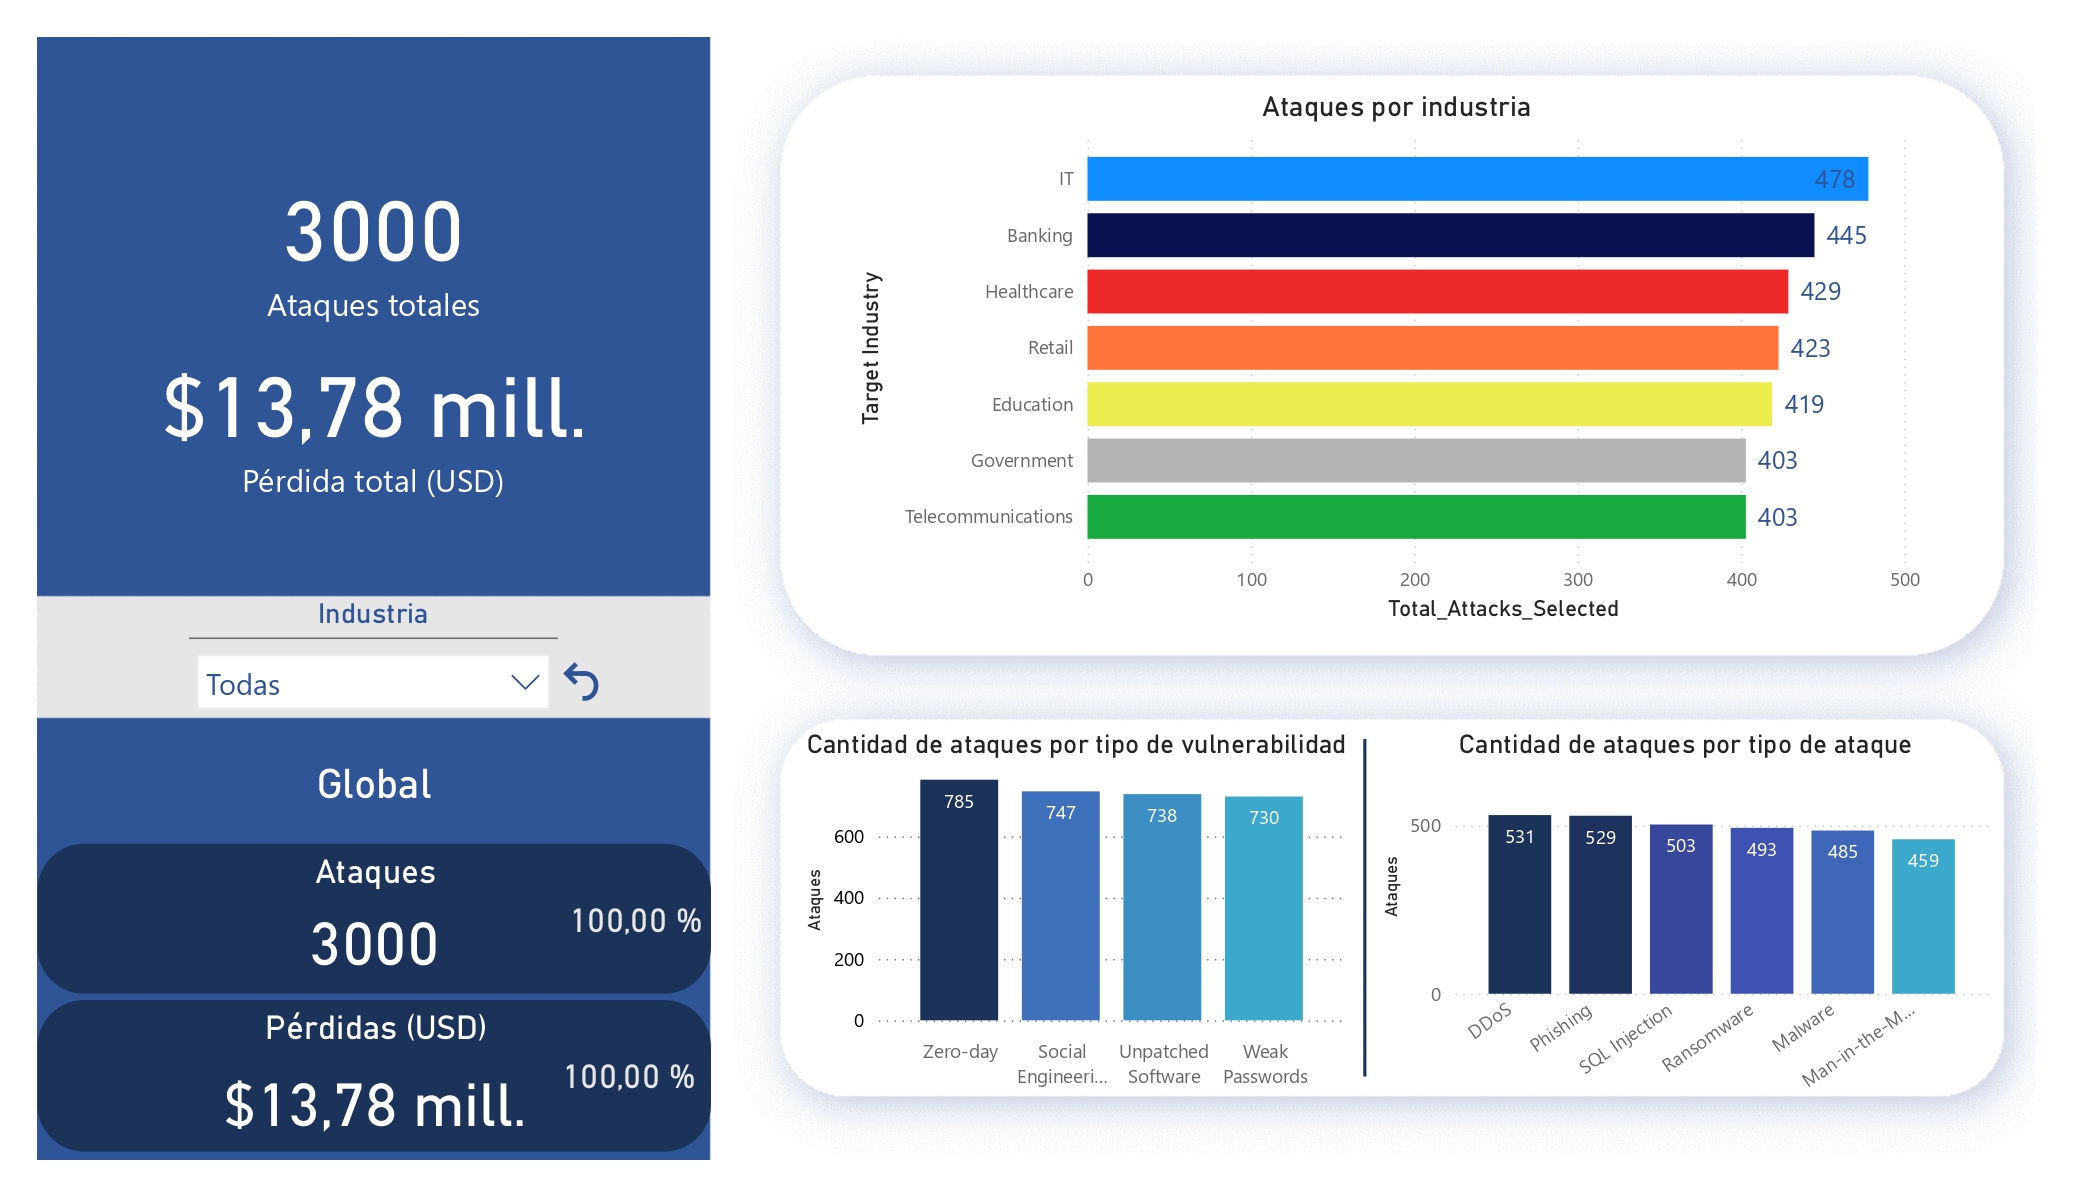 3000
Ataques totales
$13,78 mill.
Pérdida total (USD)
Industria
Todas
Global
Ataques
3000
100,00 %
Pérdidas (USD)
$13,78 mill.
100,00 %
Ataques por industria
Target Industry
IT
478
Banking
445
Healthcare
429
Retail
423
Education
419
Government
403
Telecommunications
403
0 100 200 300 400 500
Total_Attacks_Selected
Cantidad de ataques por tipo de vulnerabilidad
Ataques
600
400
200
0
785 747 738 730
Zero-day
Social
Engineeri...
Unpatched
Software
Weak
Passwords
Cantidad de ataques por tipo de ataque
Ataques
500
0
531 529 503 493 485 459
DDoS
Phishing
SQL Injection
Ransomware
Malware
Man-in-the-M...